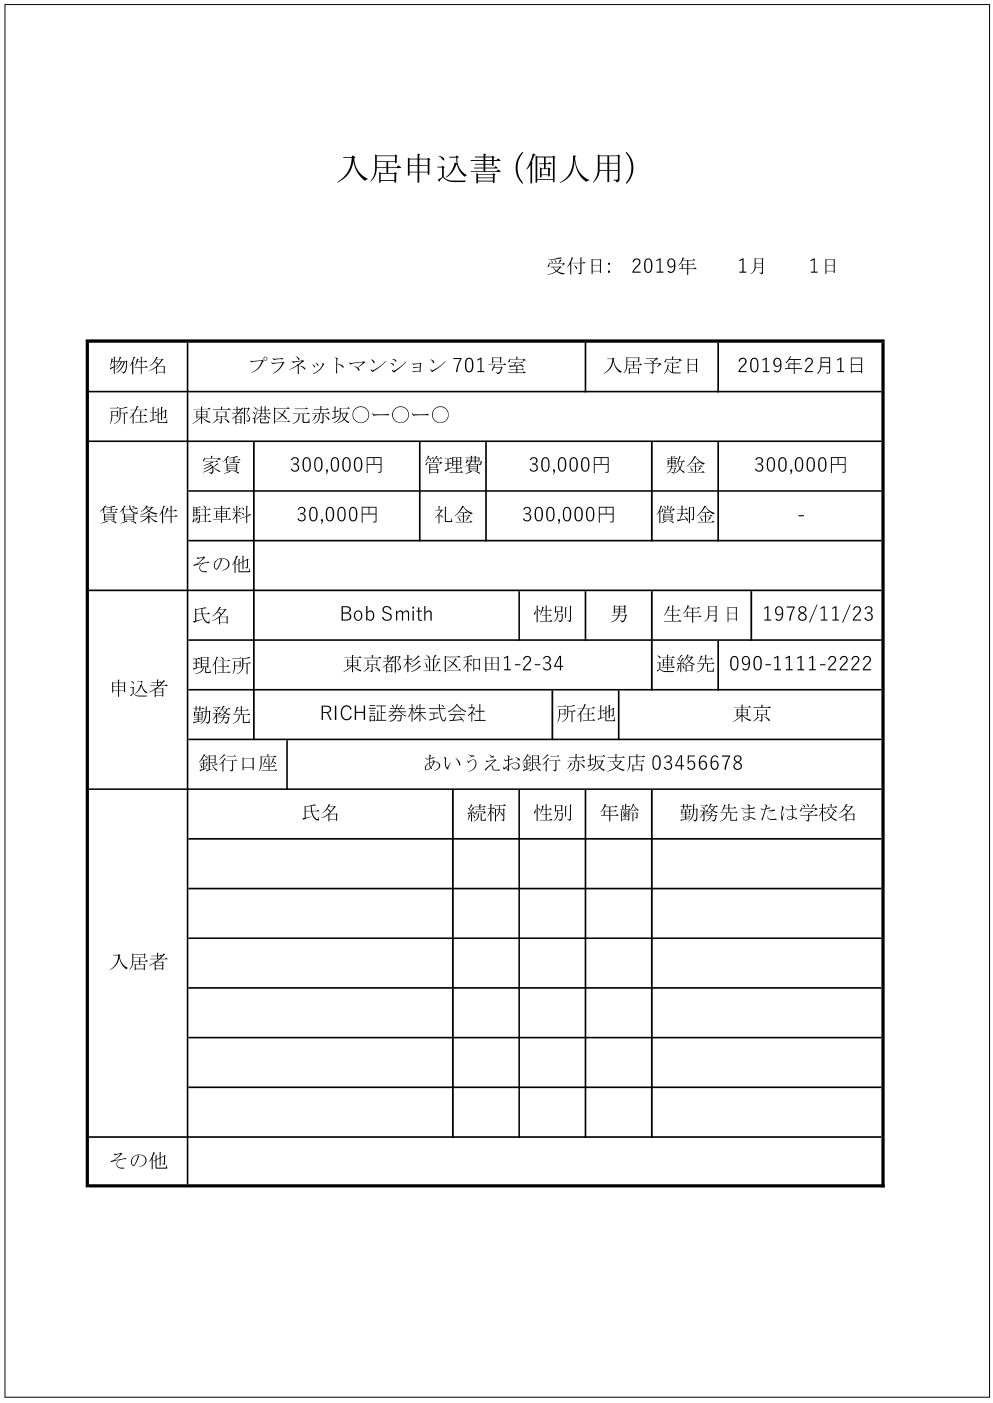 入居申込書 (個人用)
受付日: 2019年 1月 1日
物件名 プラネットマンション 701号室 入居予定日 2019年2月1日
所在地 東京都港区元赤坂〇ー〇ー〇
賃貸条件
家賃 300,000円 管理費 30,000円 敷金 300,000円
駐車料 30,000円 礼金 300,000円 償却金 -
その他
申込者
氏名 Bob Smith 性別 男 生年月日 1978/11/23
現住所 東京都杉並区和田1-2-34 連絡先 090-1111-2222
勤務先 RICH証券株式会社 所在地 東京
銀行口座 あいうえお銀行 赤坂支店 03456678
入居者
氏名 続柄 性別 年齢 勤務先または学校名
その他